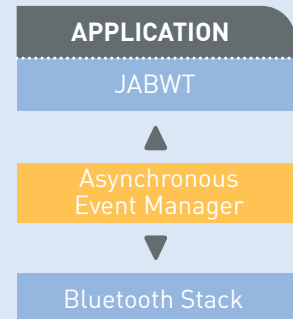 APPLICATION
JABWT
Asynchronous
Event Manager
Bluetooth Stack